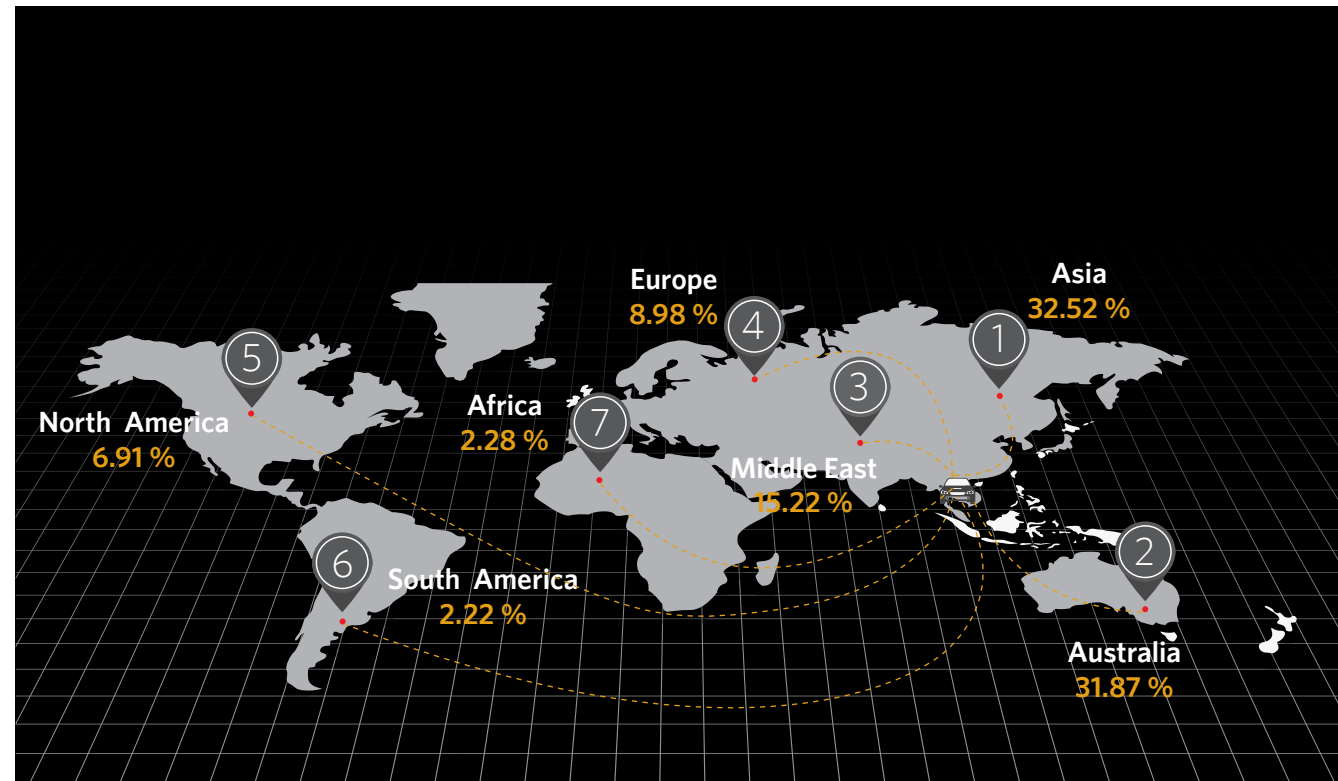 Asia
32.52 %
Europe
8.98 %
1
4
5
3
Africa
2.28 %
7
North America
6.91 %
Middle East
15.22 %
2
6
South America
2.22 %
Australia
31.87 %